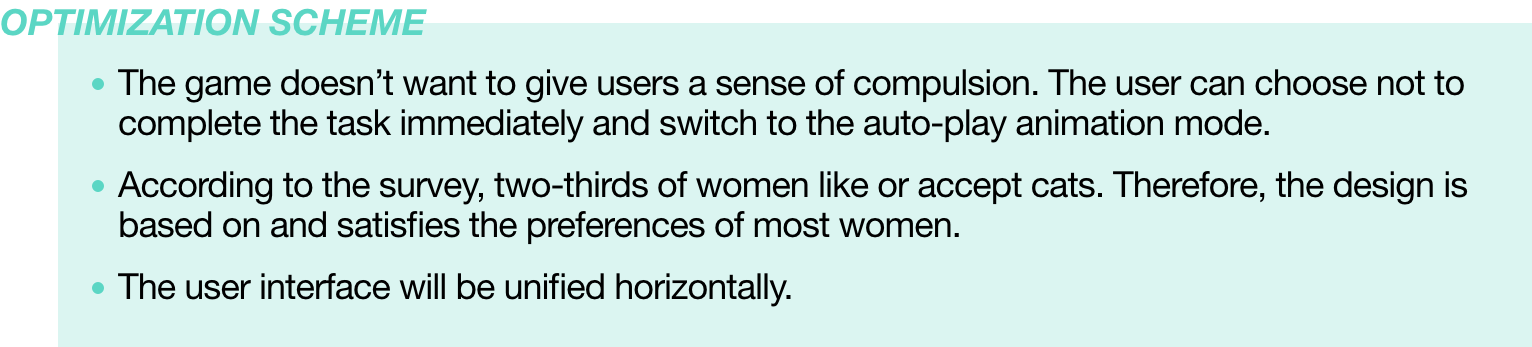 OPTIMIZATION SCHEME
• The game doesn’t want to give users a sense of compulsion. The user can choose not to
complete the task immediately and switch to the auto-play animation mode.
• According to the survey, two-thirds of women like or accept cats. Therefore, the design is
based on and satisfies the preferences of most women.
• The user interface will be unified horizontally.